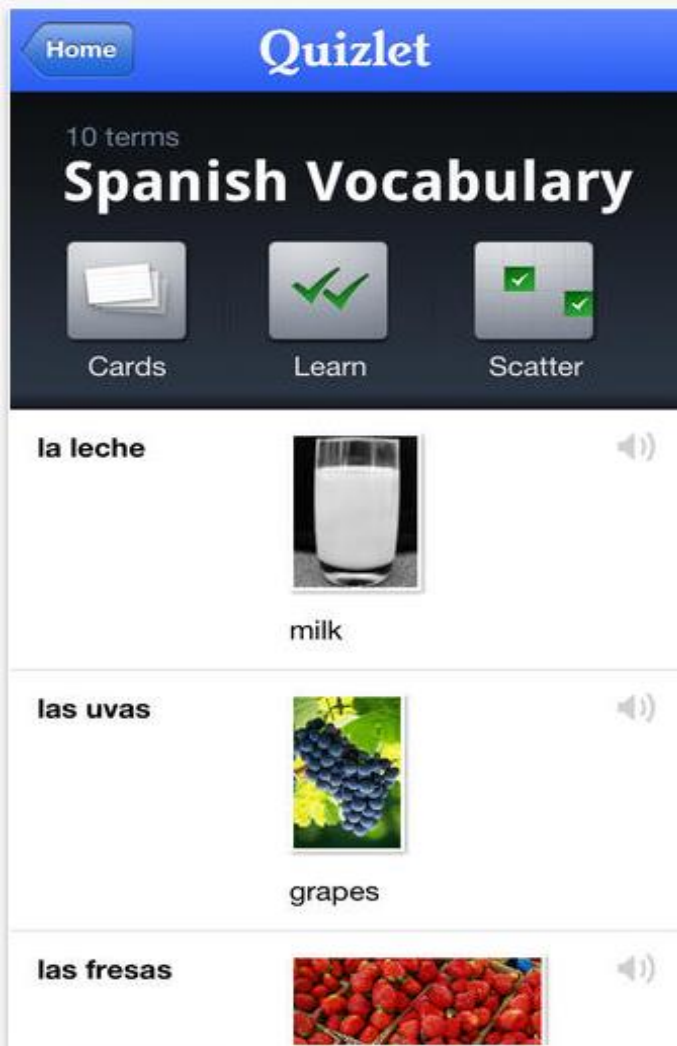 Home
Quizlet
10 terms
Spanish Vocabulary
Cards
Learn
Scatter
la leche
milk
las uvas
grapes
las fresas